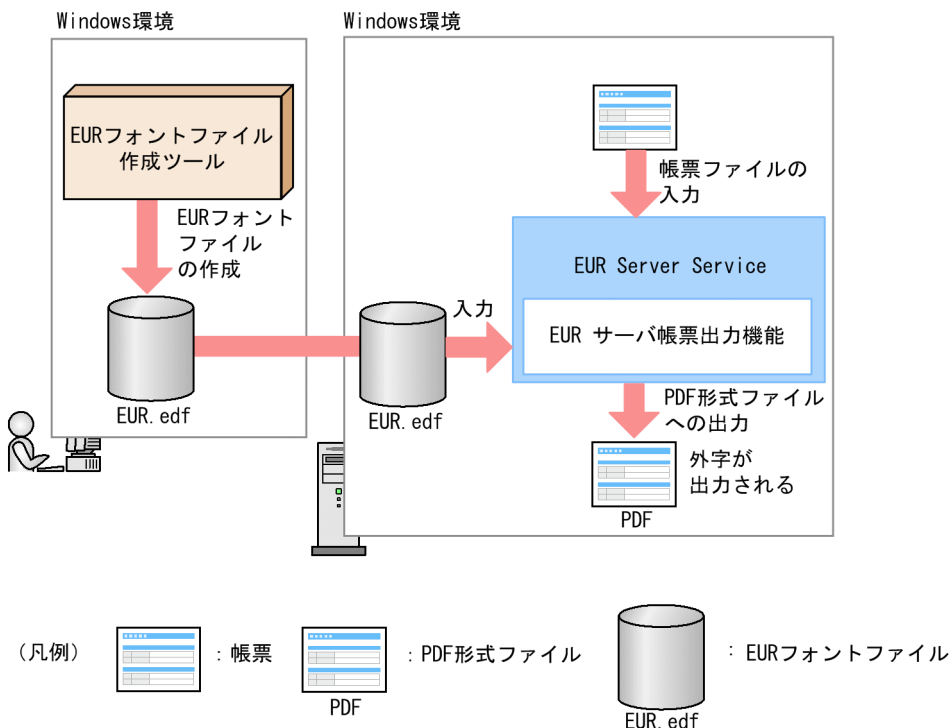 Windows環境
EURフォントファイル
作成ツール
EURフォント
ファイル
の作成
EUR.edf
Windows環境
帳票ファイルの
入力
EUR Server Service
EUR サーバ帳票出力機能
入力
EUR.edf
PDF形式ファイル
への出力
外字が
出力される
PDF
(凡例)
：帳票
PDF
：PDF形式ファイル
EUR.edf
：EURフォントファイル